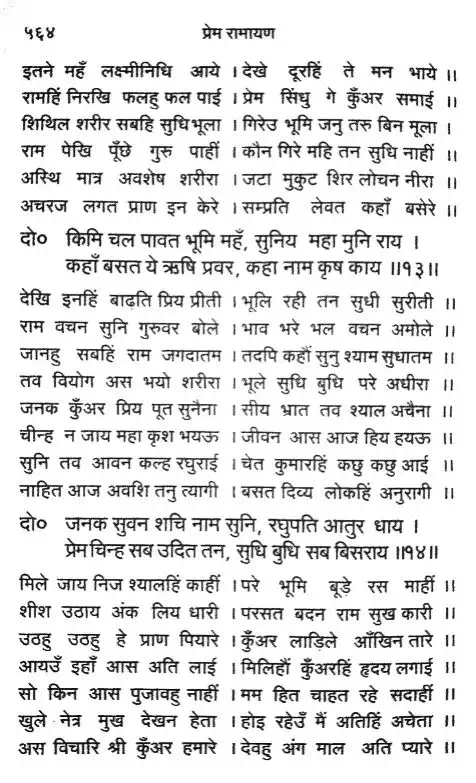 ५६४
प्रेम रामायण
इतने महँ लक्ष्मीनिधि आये । देखे दूरहिं ते मन भाये ॥
रामहिं निरखि फलहु फल पाई । प्रेम सिंधु गे कुँअर समाई ॥
शिथिल शरीर सबहि सुधिभूला । गिरेउ भूमि जनु तरु बिन मूला ।
राम पेखि पूँछे गुरु पाहीं । कौन गिरे महि तन सुधि नाहीं ॥
अस्थि मात्र अवशेष शरीरा । जटा मुकुट शिर लोचन नीरा ॥
अचरज लगत प्राण इन केरे । सम्प्रति लेवत कहाँ बसेरे ॥
दो० किमि चल पावत भूमि महँ, सुनिय महा मुनि राय ।
कहाँ बसत ये ऋषि प्रवर, कहा नाम कृष काय ॥१३॥
देखि इनहिं बाढ़ति प्रिय प्रीती । भूलि रही तन सुधी सुरीती ॥
राम वचन सुनि गुरुवर बोले । भाव भरे भल वचन अमोले ॥
जानहु सबहिं राम जगदातम । तदपि कहौं सुनु श्याम सुधातम ॥
तव वियोग अस भयो शरीरा । भूले सुधि बुधि परे अधीरा ॥
जनक कुँअर प्रिय पूत सुनैना । सीय भ्रात तव श्याल अचैना ॥
चीन्ह न जाय महा कृश भयऊ । जीवन आस आज हिय हयऊ ॥
सुनि तव आवन कल्ह रघुराई । चेत कुमारहिं कछु कछु आई ॥
नाहित आज अवशि तनु त्यागी । बसत दिव्य लोकहिं अनुरागी ॥
दो० जनक सुवन शचि नाम सुनि, रघुपति आतुर धाय ।
प्रेम चिन्ह सब उदित तन, सुधि बुधि सब बिसराय ॥१४॥
मिले जाय निज श्यालहिं काहीं । परे भूमि बूड़े रस माहीं ॥
शीश उठाय अंक लिय धारी । परसत बदन राम सुख कारी ॥
उठहु उठहु हे प्राण पियारे । कुँअर लाड़िले आँखिन तारे ॥
आयउँ इहाँ आस अति लाई । मिलिहौं कुँअरहिं हृदय लगाई ॥
सो किन आस पुजावहु नाहीं । मम हित चाहत रहे सदाहीं ॥
खुले नेत्र मुख देखन हेता । होइ रहेउँ मैं अतिहिं अचेता ॥
अस विचारि श्री कुँअर हमारे । देवहु अंग माल अति प्यारे ॥